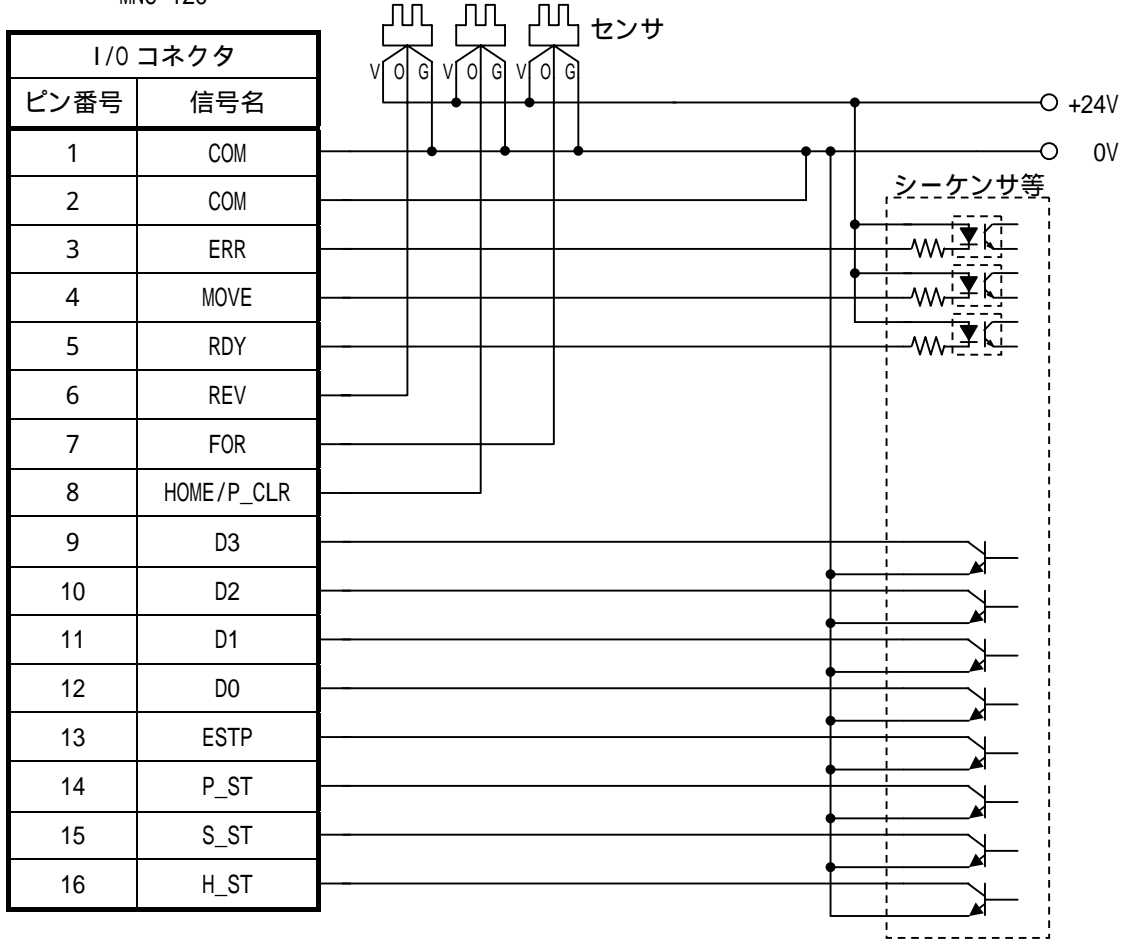 センサ
I/O コネクタ
V O G V O G V O G
ピン番号 信号名
+24V
1 COM
0V
シーケンサ等
2 COM
3 ERR
4 MOVE
5 RDY
6 REV
7 FOR
8 HOME/P_CLR
9 D3
10 D2
11 D1
12 D0
13 ESTP
14 P_ST
15 S_ST
16 H_ST